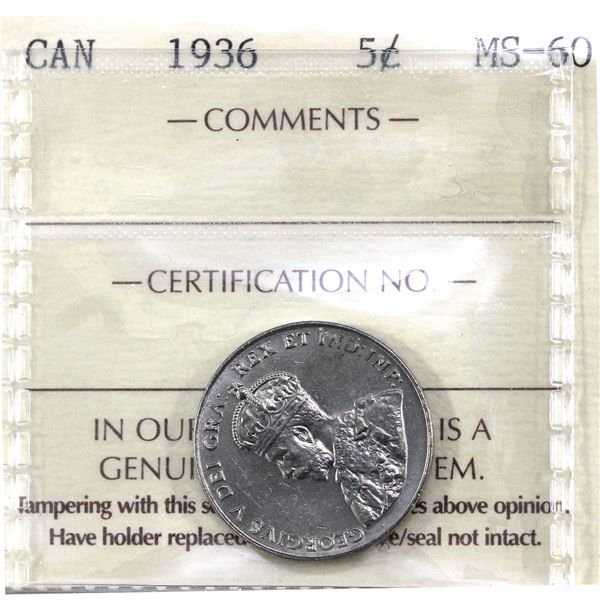 CAN 1936 5¢ MS-60
— COMMENTS —
— CERTIFICATION NO. —
GEORGIVS V DEI GRA: REX ET IND:IMP:
IN OUR IS A
GENUI EM.
Tampering with this s es above opinion.
Have holder replaced e/seal not intact.